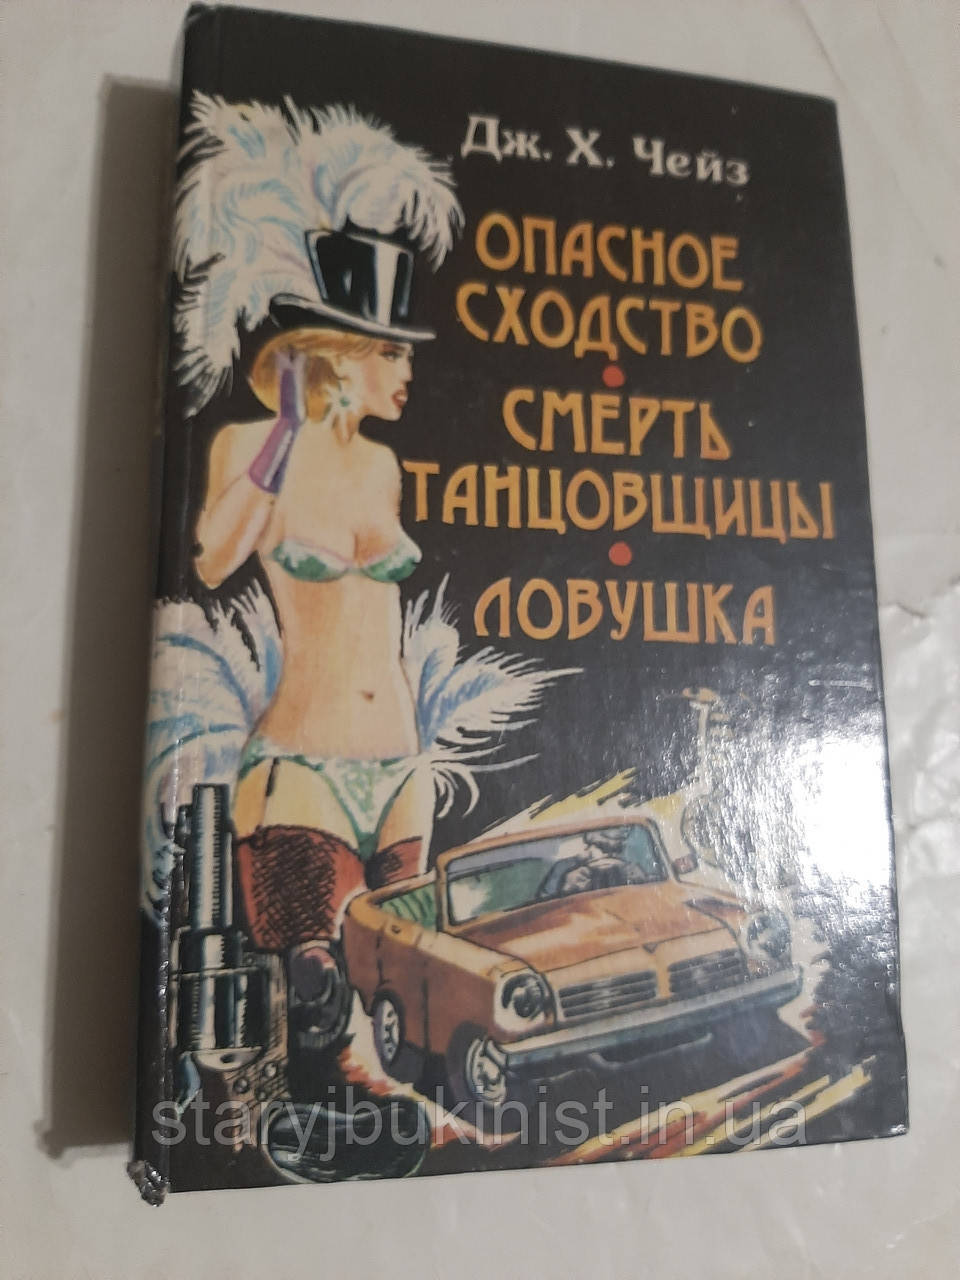 Дж. Х. Чейз
ОПАСНОЕ
СХОДСТВО
СМЕРТЬ
ТАНЦОВЩИЦЫ
ЛОВУШКА
staryjbukinist.in.ua